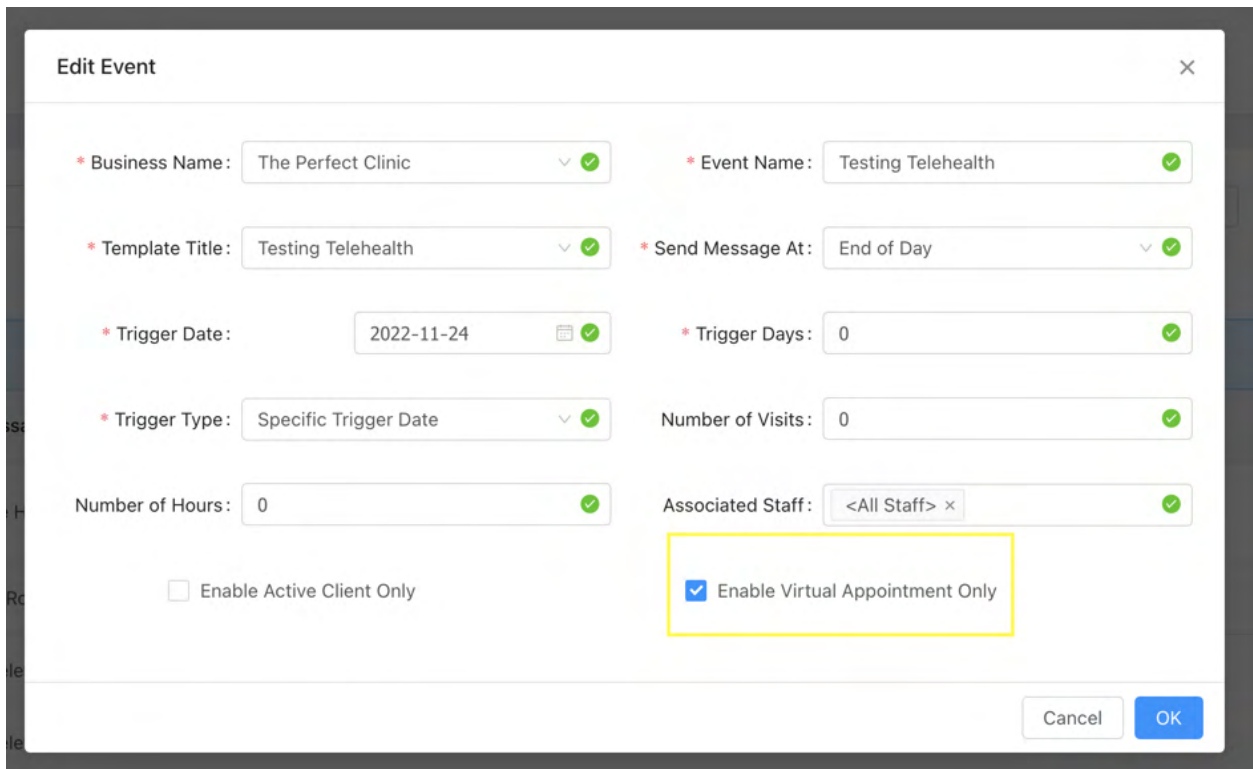 Edit Event
* Business Name: The Perfect Clinic
* Event Name: Testing Telehealth
* Template Title: Testing Telehealth
* Send Message At: End of Day
* Trigger Date: 2022-11-24
* Trigger Days: 0
* Trigger Type: Specific Trigger Date
Number of Visits: 0
Number of Hours: 0
Associated Staff: <All Staff> ×
Enable Active Client Only
Enable Virtual Appointment Only
Cancel
OK